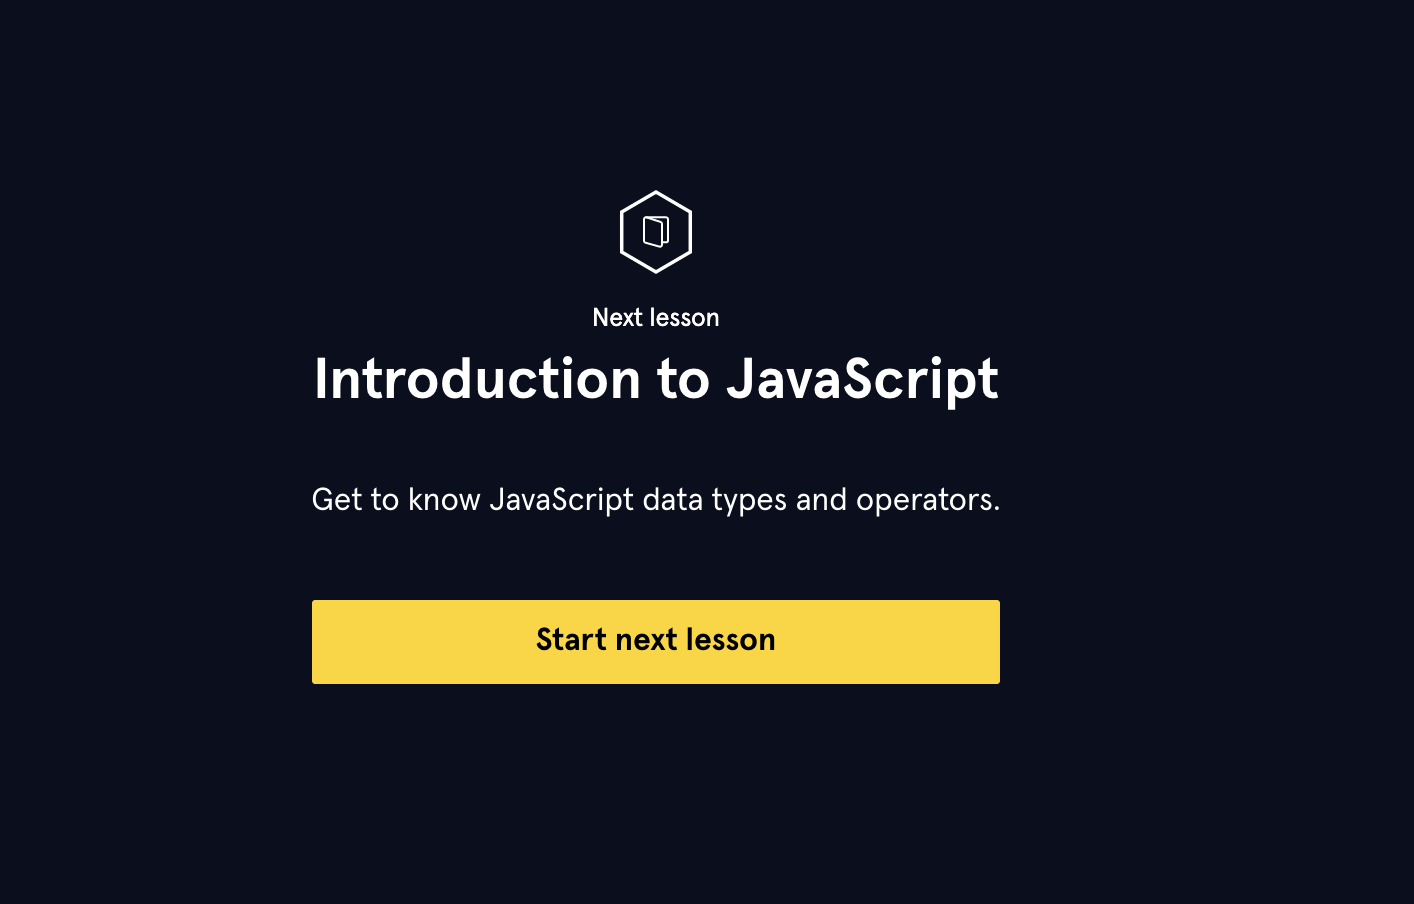 Next lesson
Introduction to JavaScript
Get to know JavaScript data types and operators.
Start next lesson